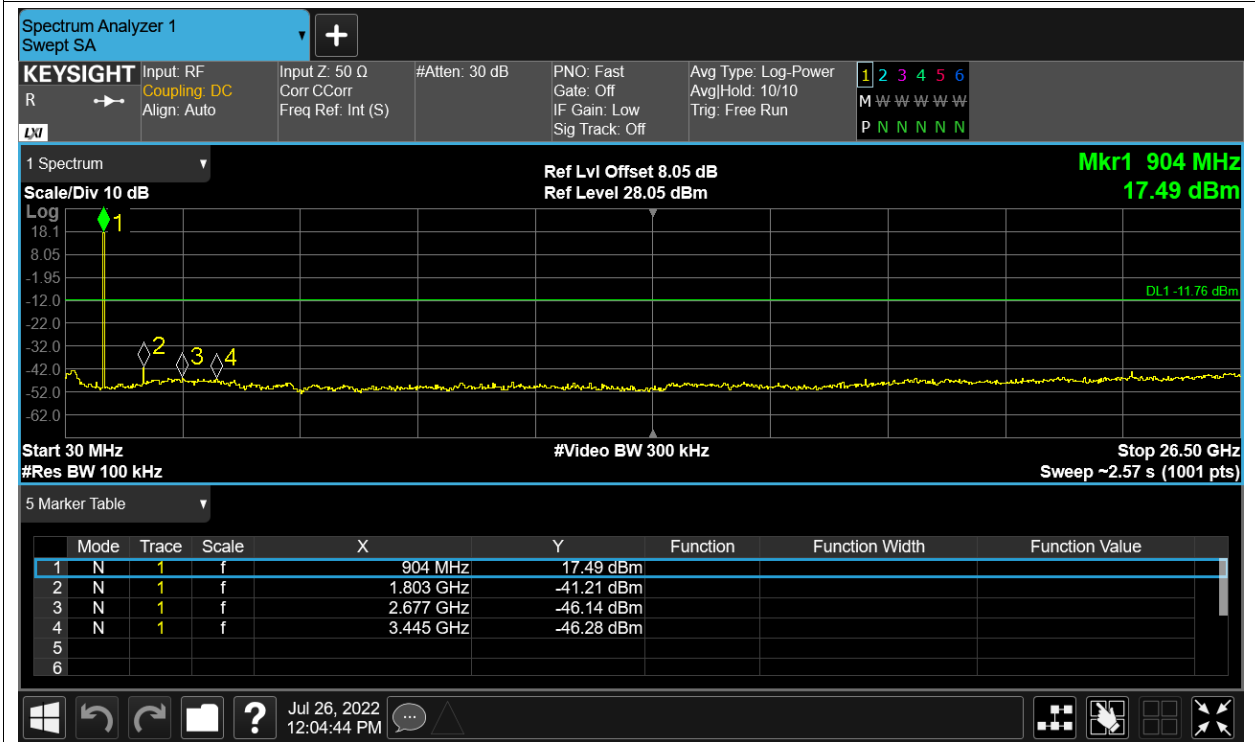 Spectrum Analyzer 1
Swept SA
KEYSIGHT
R
LXI
Input: RF
Coupling: DC
Align: Auto
Input Z: 50 Ω
Corr CCorr
Freq Ref: Int (S)
#Atten: 30 dB
PNO: Fast
Gate: Off
IF Gain: Low
Sig Track: Off
Avg Type: Log-Power
Avg|Hold: 10/10
Trig: Free Run
1 2 3 4 5 6
M W W W W W
P N N N N N
1 Spectrum
Scale/Div 10 dB
Ref Lvl Offset 8.05 dB
Ref Level 28.05 dBm
Mkr1 904 MHz
17.49 dBm
Log
18.1
8.05
-1.95
-12.0
-22.0
-32.0
-42.0
-52.0
-62.0
1
2
3
4
DL1 -11.76 dBm
Start 30 MHz
#Res BW 100 kHz
#Video BW 300 kHz
Stop 26.50 GHz
Sweep ~2.57 s (1001 pts)
5 Marker Table
Mode Trace Scale X Y Function Function Width Function Value
1 N 1 f 904 MHz 17.49 dBm
2 N 1 f 1.803 GHz -41.21 dBm
3 N 1 f 2.677 GHz -46.14 dBm
4 N 1 f 3.445 GHz -46.28 dBm
5
6
?
Jul 26, 2022
12:04:44 PM